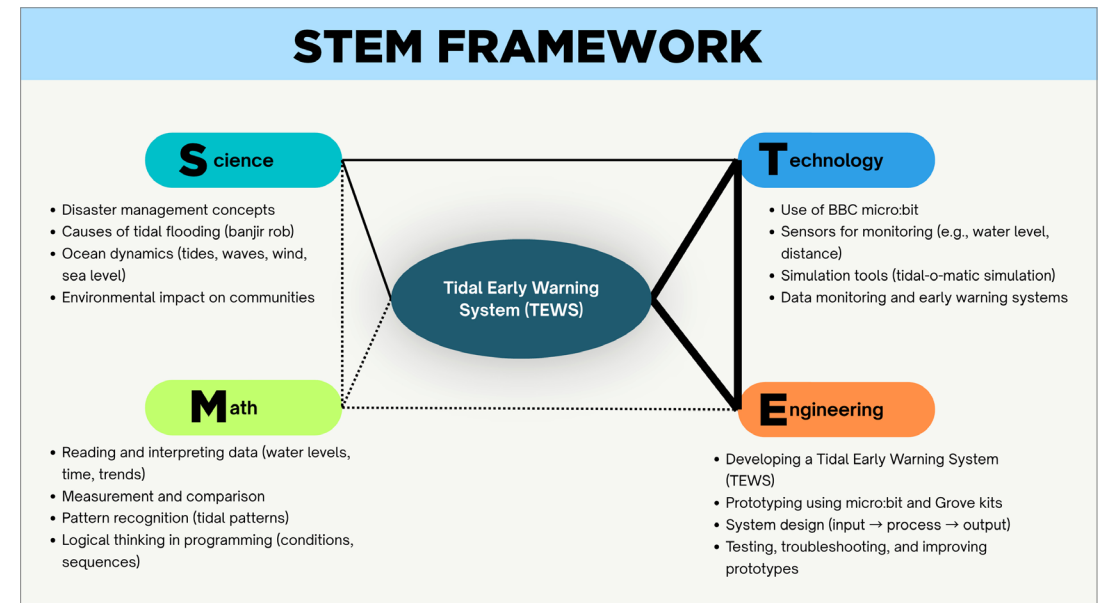 STEM FRAMEWORK
Science
• Disaster management concepts
• Causes of tidal flooding (banjir rob)
• Ocean dynamics (tides, waves, wind,
sea level)
• Environmental impact on communities
Technology
• Use of BBC micro:bit
• Sensors for monitoring (e.g., water level,
distance)
• Simulation tools (tidal-o-matic simulation)
• Data monitoring and early warning systems
Tidal Early Warning
System (TEWS)
Math
• Reading and interpreting data (water levels,
time, trends)
• Measurement and comparison
• Pattern recognition (tidal patterns)
• Logical thinking in programming (conditions,
sequences)
Engineering
• Developing a Tidal Early Warning System
(TEWS)
• Prototyping using micro:bit and Grove kits
• System design (input → process → output)
• Testing, troubleshooting, and improving
prototypes